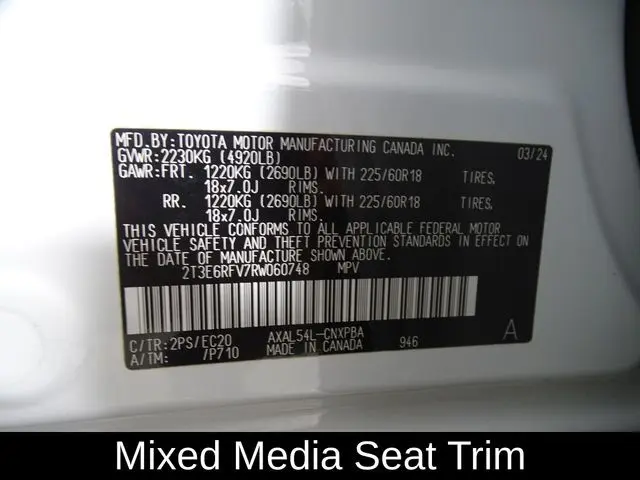 MFD.BY:TOYOTA MOTOR MANUFACTURING CANADA INC. 03/24
GVWR:2230KG (4920LB)
GAWR:FRT. 1220KG (2690LB) WITH 225/60R18 TIRES,
18x7.0J RIMS.
RR. 1220KG (2690LB) WITH 225/60R18 TIRES,
18x7.0J RIMS.
THIS VEHICLE CONFORMS TO ALL APPLICABLE FEDERAL MOTOR
VEHICLE SAFETY AND THEFT PREVENTION STANDARDS IN EFFECT ON
THE DATE OF MANUFACTURE SHOWN ABOVE.
2T3E6RFV7RW060748 MPV
C/TR:2PS/EC20 AXAL54L-CNXPBA A
A/TM: /P710 MADE IN CANADA 946
Mixed Media Seat Trim